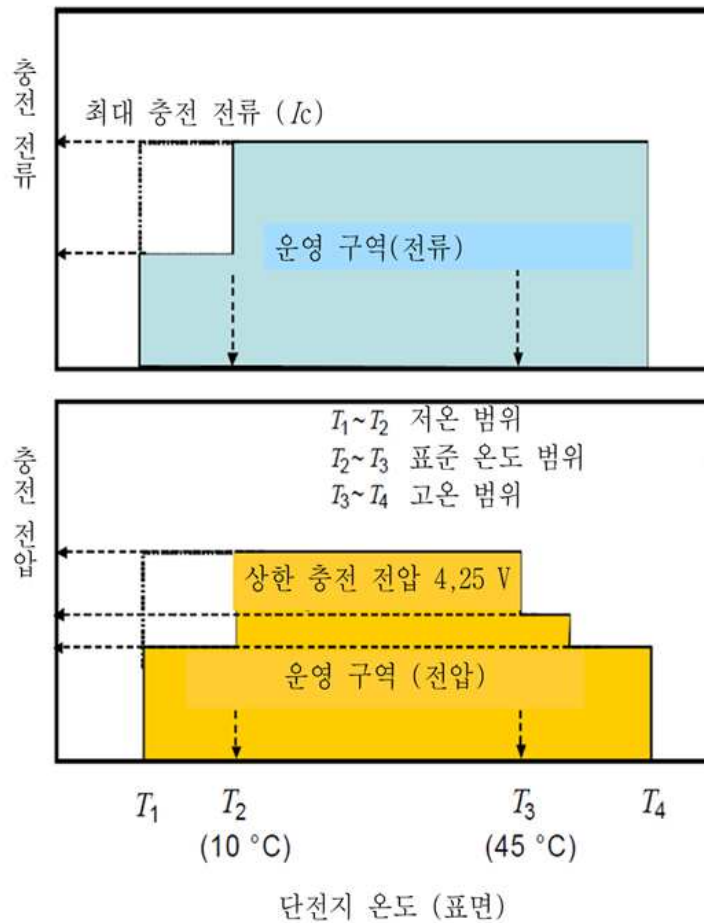 충전 전류
최대 충전 전류 (Ic)
운영 구역(전류)
T1~T2 저온 범위
T2~T3 표준 온도 범위
T3~T4 고온 범위
충전 전압
상한 충전 전압 4,25 V
운영 구역 (전압)
T1 T2 T3 T4
(10 °C) (45 °C)
단전지 온도 (표면)